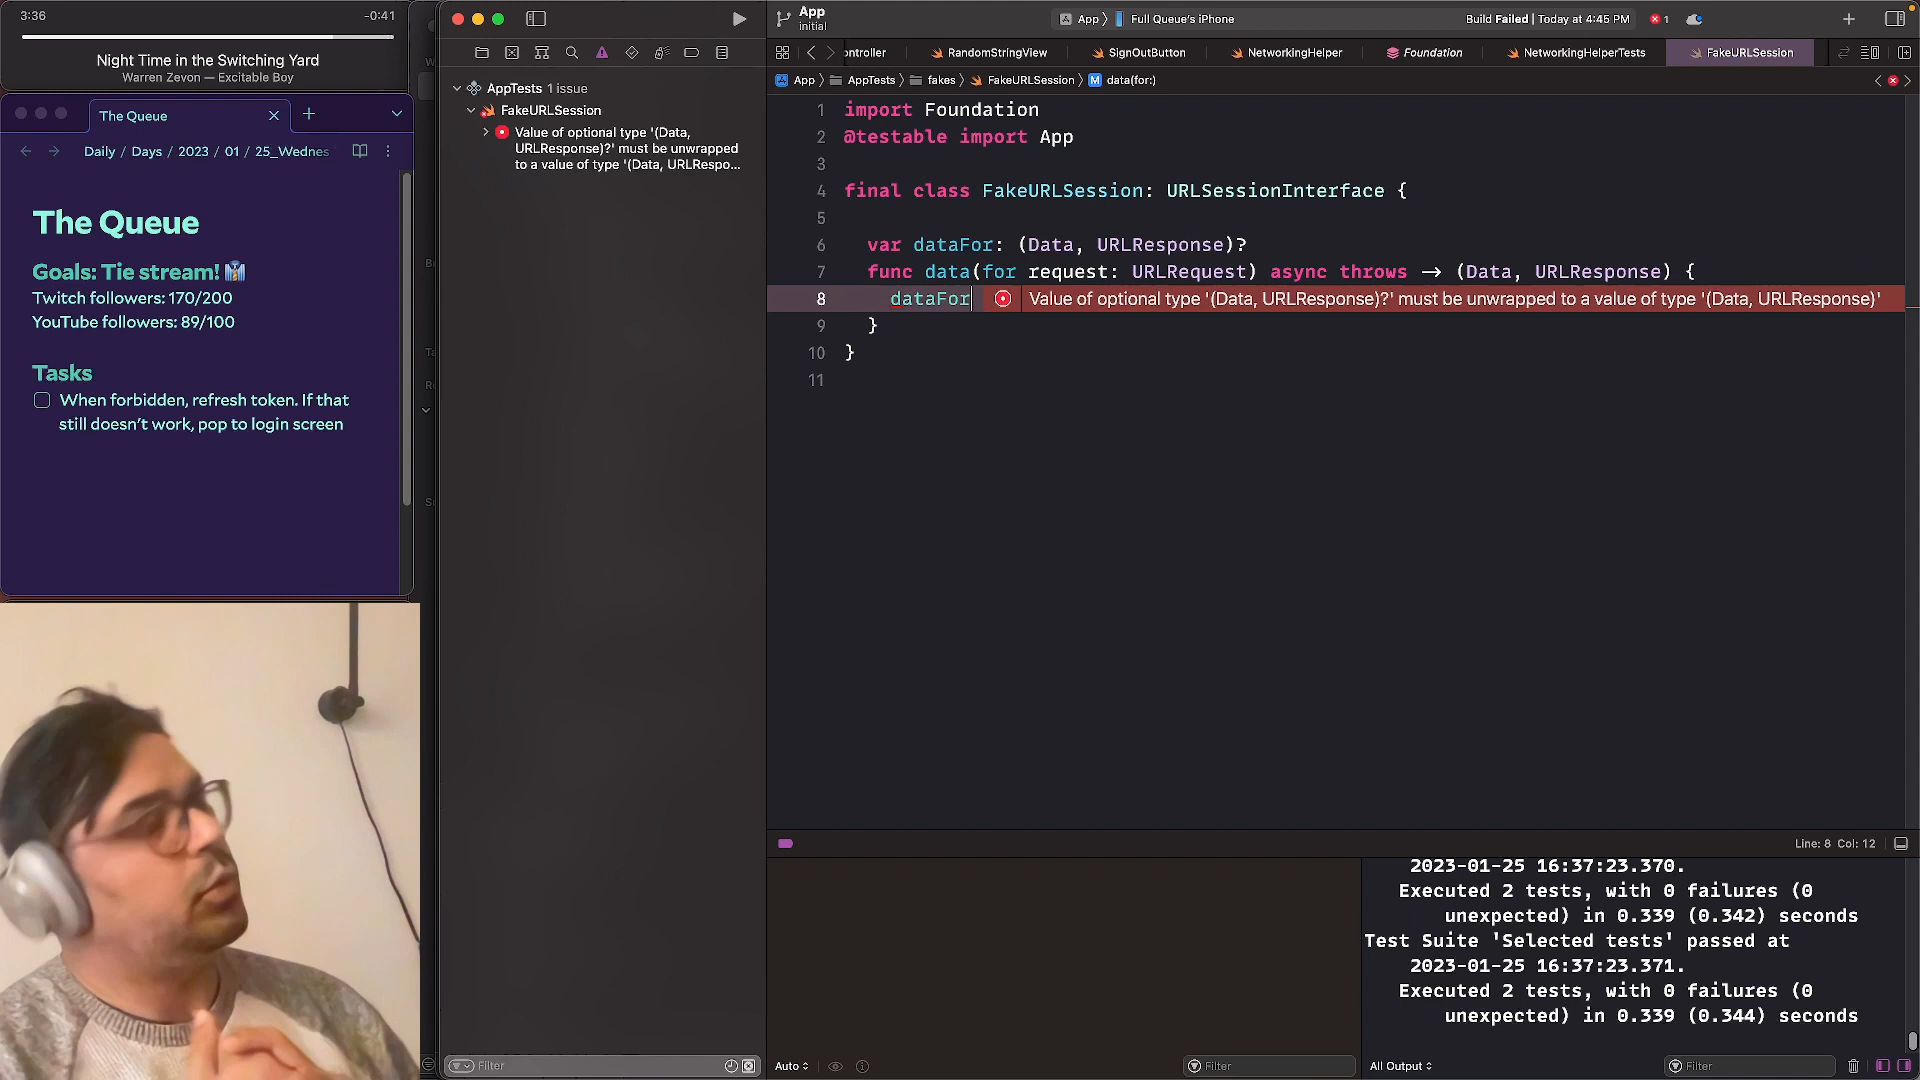 3:36
-0:41
Night Time in the Switching Yard
Warren Zevon — Excitable Boy
The Queue
Daily / Days / 2023 / 01 / 25_Wednes
The Queue
Goals: Tie stream!
Twitch followers: 170/200
YouTube followers: 89/100
Tasks
When forbidden, refresh token. If that
still doesn't work, pop to login screen
AppTests 1 issue
FakeURLSession
Value of optional type '(Data,
URLResponse)?' must be unwrapped
to a value of type '(Data, URLRespo...
Filter
App
initial
App 〉 Full Queue's iPhone
Build Failed | Today at 4:45 PM
1
ontroller
RandomStringView
SignOutButton
NetworkingHelper
Foundation
NetworkingHelperTests
FakeURLSession
App 〉 AppTests 〉 fakes 〉 FakeURLSession 〉 M data(for:)
1 import Foundation
2 @testable import App
3
4 final class FakeURLSession: URLSessionInterface {
5
6 var dataFor: (Data, URLResponse)?
7 func data(for request: URLRequest) async throws -> (Data, URLResponse) {
8 dataFor Value of optional type '(Data, URLResponse)?' must be unwrapped to a value of type '(Data, URLResponse)'
9 }
10 }
11
Line: 8 Col: 12
2023-01-25 16:37:23.370.
Executed 2 tests, with 0 failures (0
unexpected) in 0.339 (0.342) seconds
Test Suite 'Selected tests' passed at
2023-01-25 16:37:23.371.
Executed 2 tests, with 0 failures (0
unexpected) in 0.339 (0.344) seconds
Auto
Filter
All Output
Filter